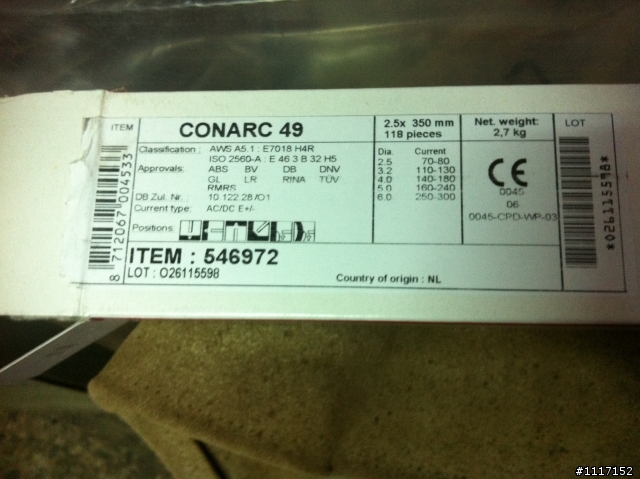 ITEM
CONARC 49
2.5x 350 mm
118 pieces
Net. weight:
2,7 kg
LOT
Classification : AWS A5.1 : E7018 H4R
ISO 2560-A : E 46 3 B 32 H5
Approvals: ABS BV DB DNV
GL LR RINA TÜV
RMRS
DB Zul. Nr.: 10.122.28/01
Current type: AC/DC E+/-
Positions:
Dia. Current
2.5 70-80
3.2 110-130
4.0 140-180
5.0 160-240
6.0 250-300
CE
0045
06
0045-CPD-WP-03
ITEM : 546972
LOT : O26115598
Country of origin : NL
8 712067 004533
*026115598*
#1117152